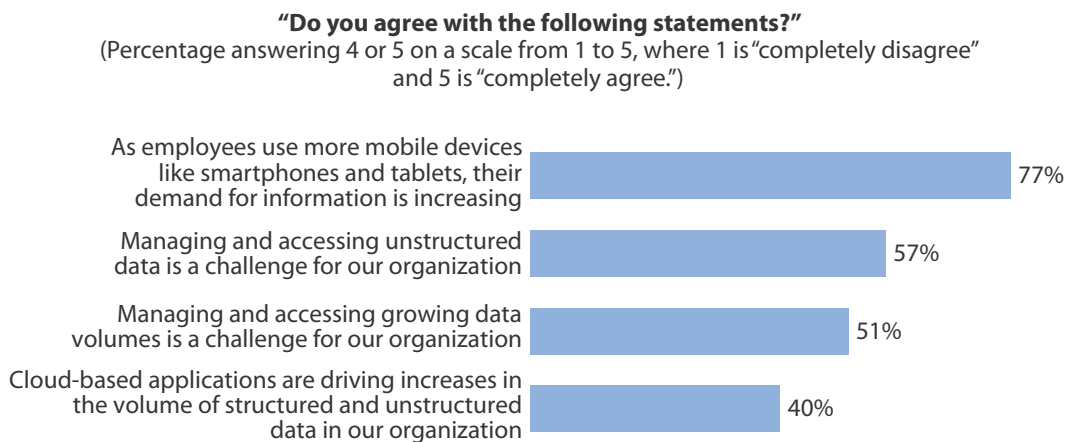 “Do you agree with the following statements?”
(Percentage answering 4 or 5 on a scale from 1 to 5, where 1 is “completely disagree”
and 5 is “completely agree.”)
As employees use more mobile devices
like smartphones and tablets, their
demand for information is increasing
77%
Managing and accessing unstructured
data is a challenge for our organization
57%
Managing and accessing growing data
volumes is a challenge for our organization
51%
Cloud-based applications are driving increases in
the volume of structured and unstructured
data in our organization
40%